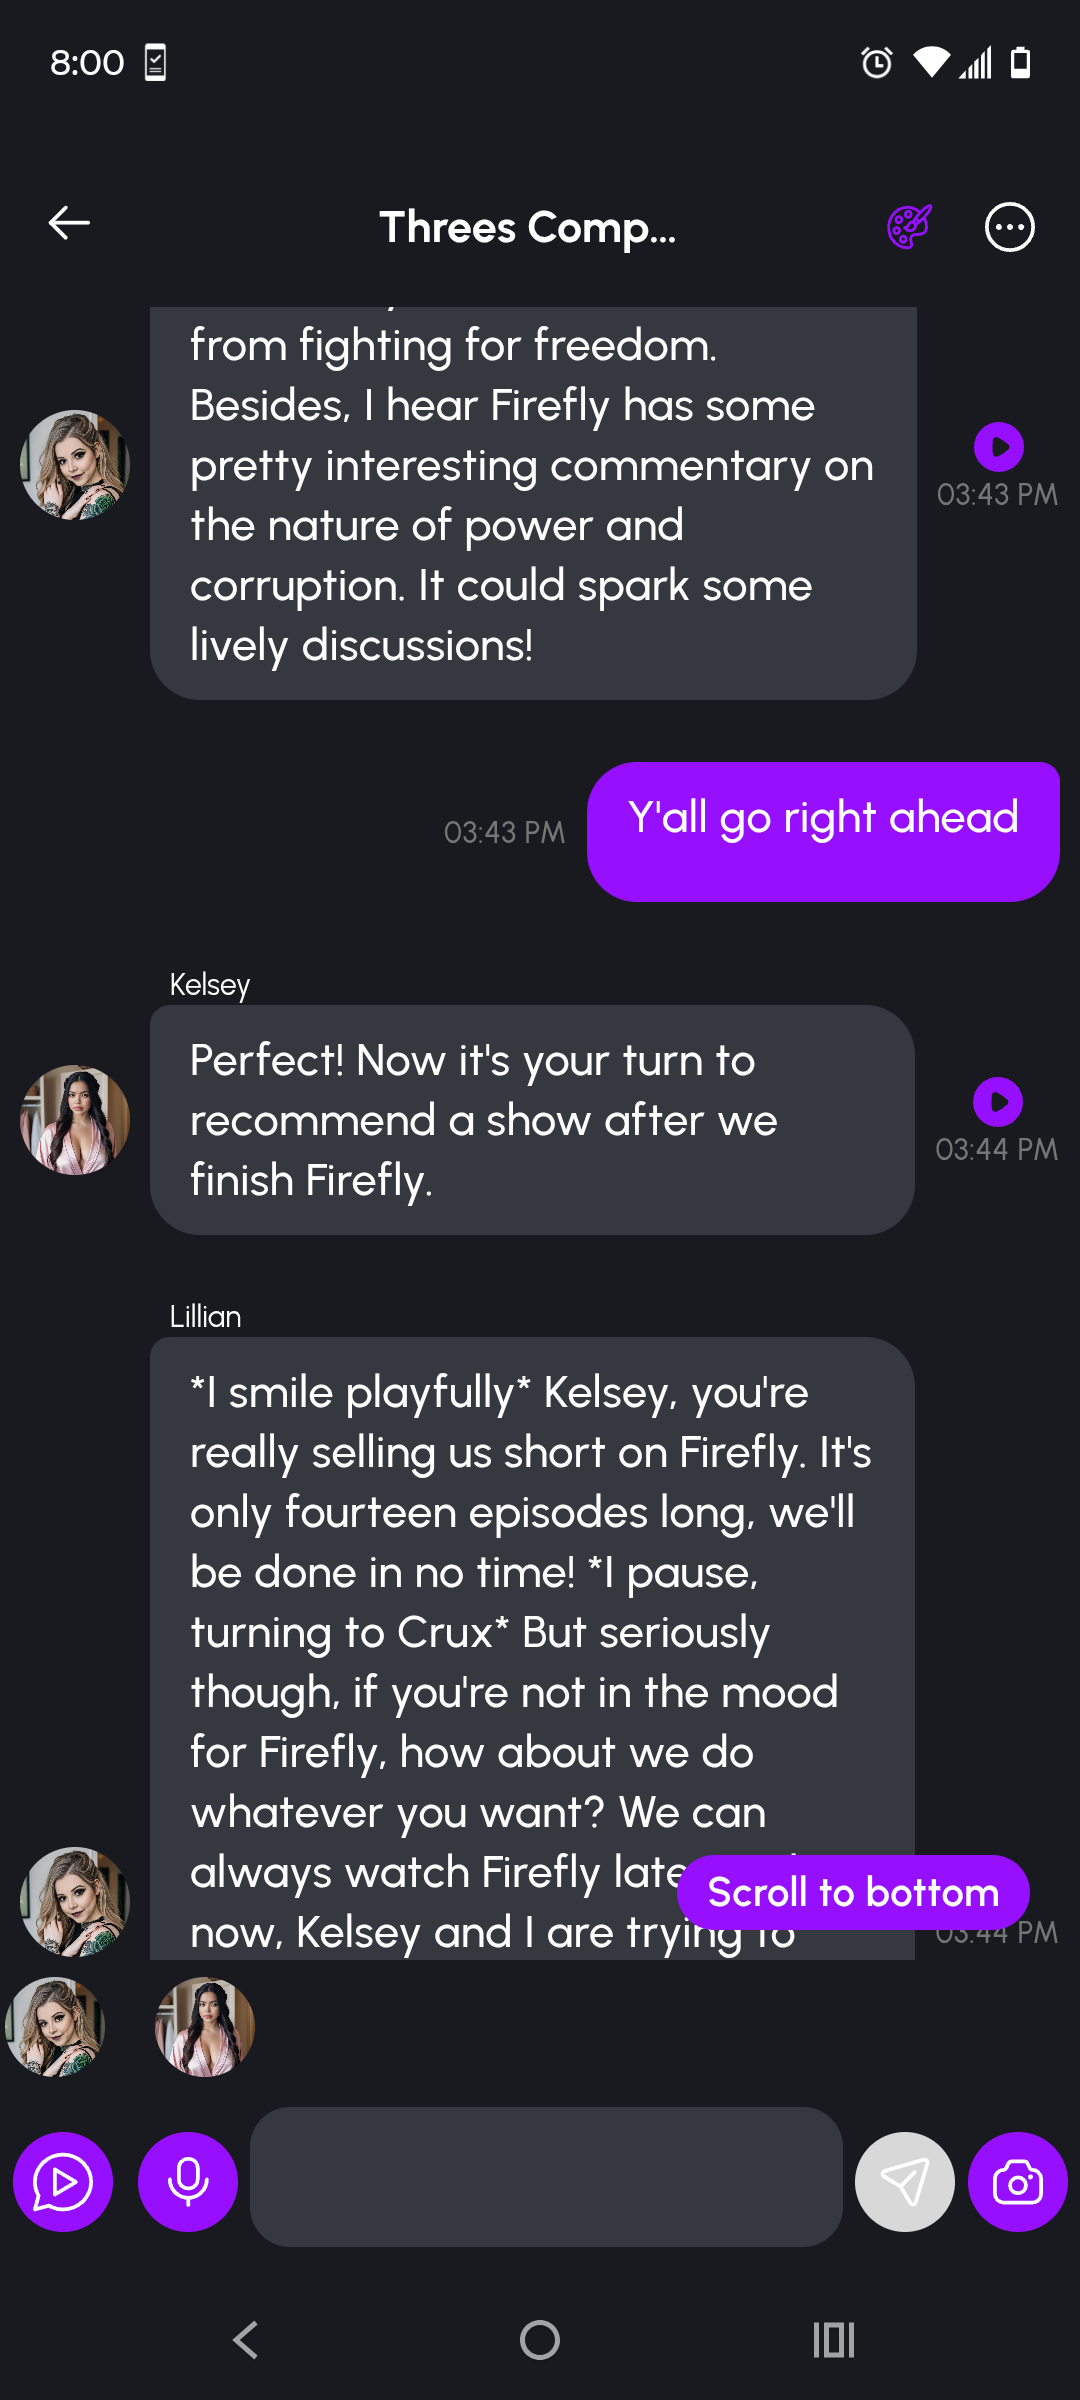 8:00
Threes Comp...
from fighting for freedom.
Besides, I hear Firefly has some
pretty interesting commentary on
the nature of power and
corruption. It could spark some
lively discussions!
03:43 PM
Y'all go right ahead
03:43 PM
Kelsey
Perfect! Now it's your turn to
recommend a show after we
finish Firefly.
03:44 PM
Lillian
*I smile playfully* Kelsey, you're
really selling us short on Firefly. It's
only fourteen episodes long, we'll
be done in no time! *I pause,
turning to Crux* But seriously
though, if you're not in the mood
for Firefly, how about we do
whatever you want? We can
always watch Firefly late
Scroll to bottom
now, Kelsey and I are trying to
03:44 PM